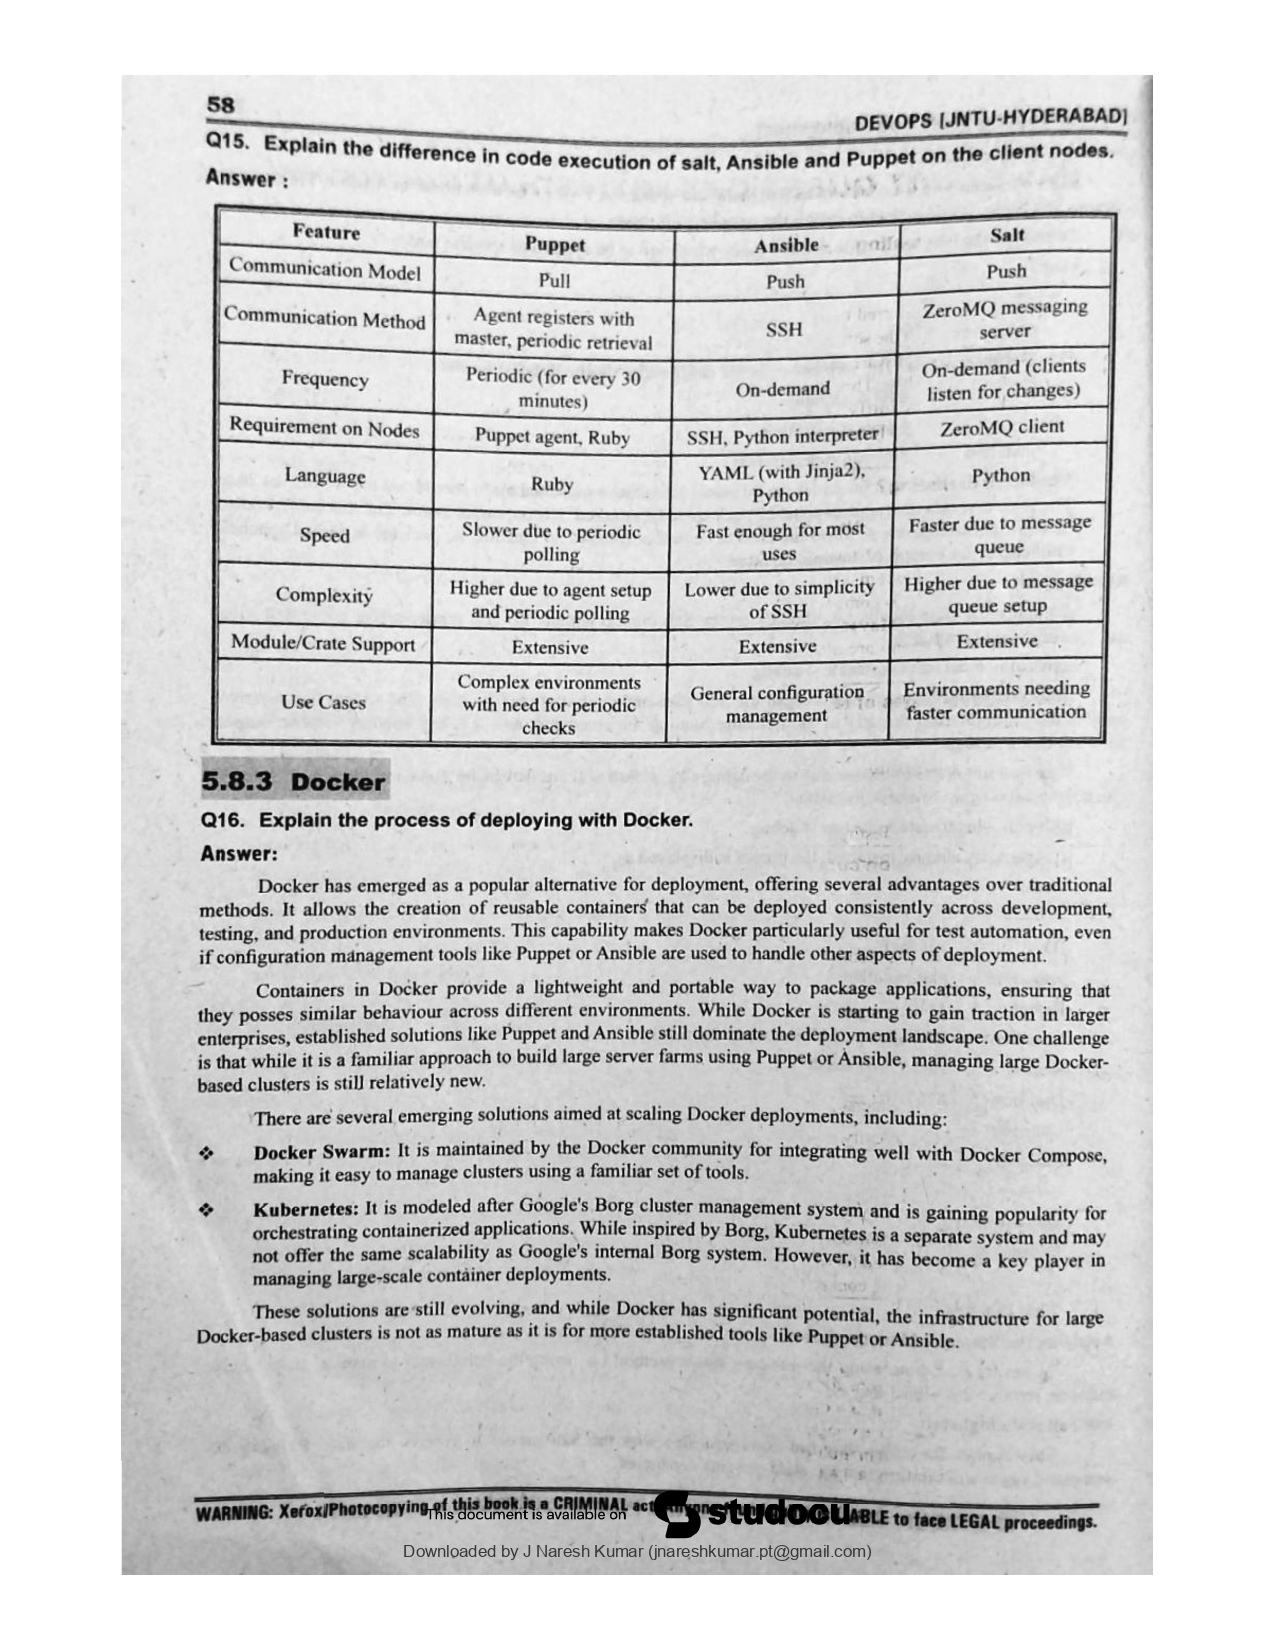 58
DEVOPS [JNTU-HYDERABAD]
Q15. Explain the difference in code execution of salt, Ansible and Puppet on the client nodes.
Answer :
Feature Puppet Ansible Salt
Communication Model Pull Push Push
Communication Method Agent registers with master, periodic retrieval SSH ZeroMQ messaging server
Frequency Periodic (for every 30 minutes) On-demand On-demand (clients listen for changes)
Requirement on Nodes Puppet agent, Ruby SSH, Python interpreter ZeroMQ client
Language Ruby YAML (with Jinja2), Python Python
Speed Slower due to periodic polling Fast enough for most uses Faster due to message queue
Complexity Higher due to agent setup and periodic polling Lower due to simplicity of SSH Higher due to message queue setup
Module/Crate Support Extensive Extensive Extensive
Use Cases Complex environments with need for periodic checks General configuration management Environments needing faster communication
5.8.3 Docker
Q16. Explain the process of deploying with Docker.
Answer:
Docker has emerged as a popular alternative for deployment, offering several advantages over traditional
methods. It allows the creation of reusable containers that can be deployed consistently across development,
testing, and production environments. This capability makes Docker particularly useful for test automation, even
if configuration management tools like Puppet or Ansible are used to handle other aspects of deployment.
Containers in Docker provide a lightweight and portable way to package applications, ensuring that
they posses similar behaviour across different environments. While Docker is starting to gain traction in larger
enterprises, established solutions like Puppet and Ansible still dominate the deployment landscape. One challenge
is that while it is a familiar approach to build large server farms using Puppet or Ansible, managing large Docker-
based clusters is still relatively new.
There are several emerging solutions aimed at scaling Docker deployments, including:
❖ Docker Swarm: It is maintained by the Docker community for integrating well with Docker Compose,
making it easy to manage clusters using a familiar set of tools.
❖ Kubernetes: It is modeled after Google's Borg cluster management system and is gaining popularity for
orchestrating containerized applications. While inspired by Borg, Kubernetes is a separate system and may
not offer the same scalability as Google's internal Borg system. However, it has become a key player in
managing large-scale container deployments.
These solutions are still evolving, and while Docker has significant potential, the infrastructure for large
Docker-based clusters is not as mature as it is for more established tools like Puppet or Ansible.
WARNING: Xerox/Photocopying of this book is a CRIMINAL act. LIABLE to face LEGAL proceedings.
This document is available on studocu
Downloaded by J Naresh Kumar (jnareshkumar.pt@gmail.com)